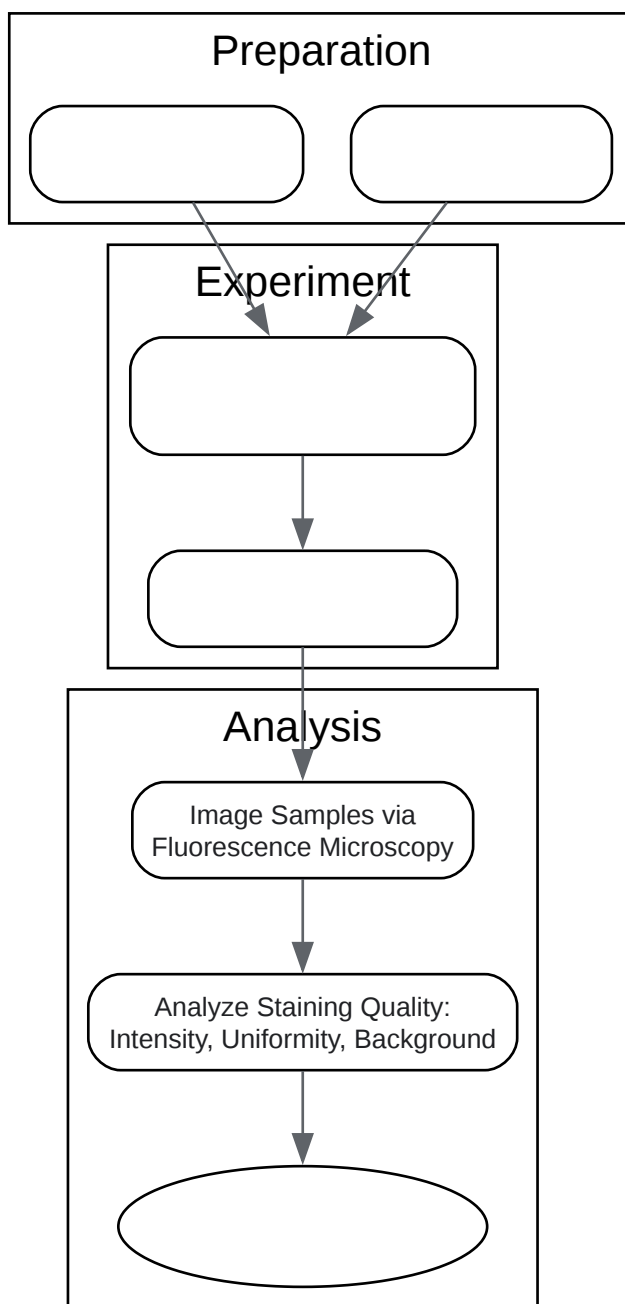 Preparation
Experiment
Analysis
Image Samples via
Fluorescence Microscopy
Analyze Staining Quality:
Intensity, Uniformity, Background